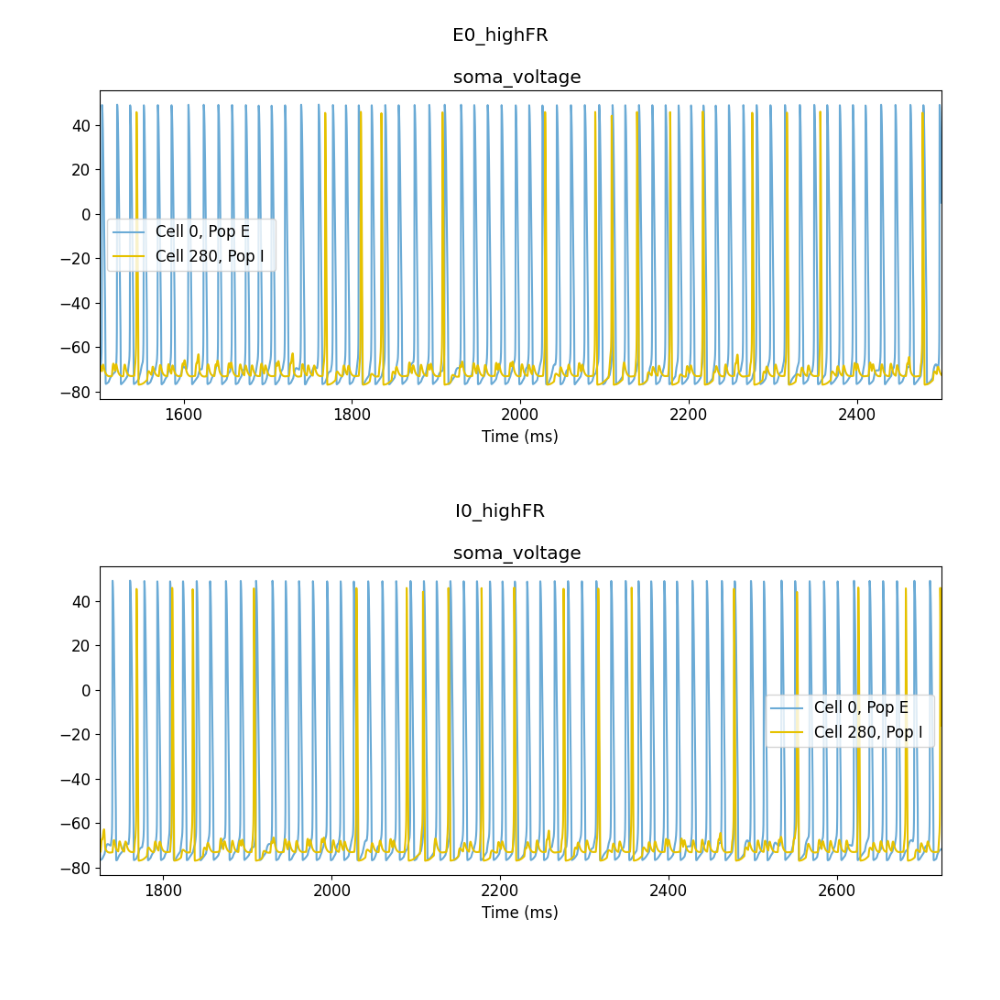 E0_highFR
soma_voltage
40
20
0
−20
−40
−60
−80
Cell 0, Pop E
Cell 280, Pop I
1600 1800 2000 2200 2400
Time (ms)
I0_highFR
soma_voltage
40
20
0
−20
−40
−60
−80
Cell 0, Pop E
Cell 280, Pop I
1800 2000 2200 2400 2600
Time (ms)